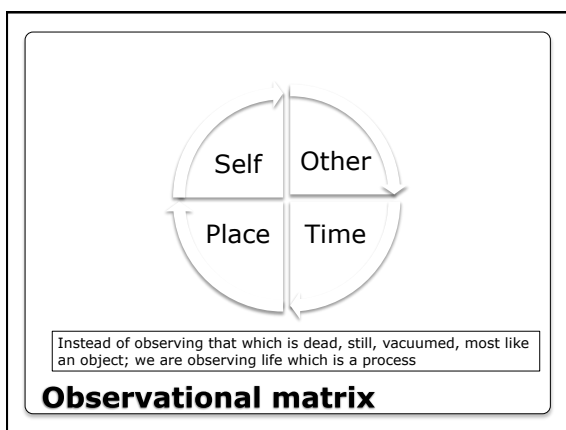 Self Other
Place Time
Instead of observing that which is dead, still, vacuumed, most like
an object; we are observing life which is a process
Observational matrix